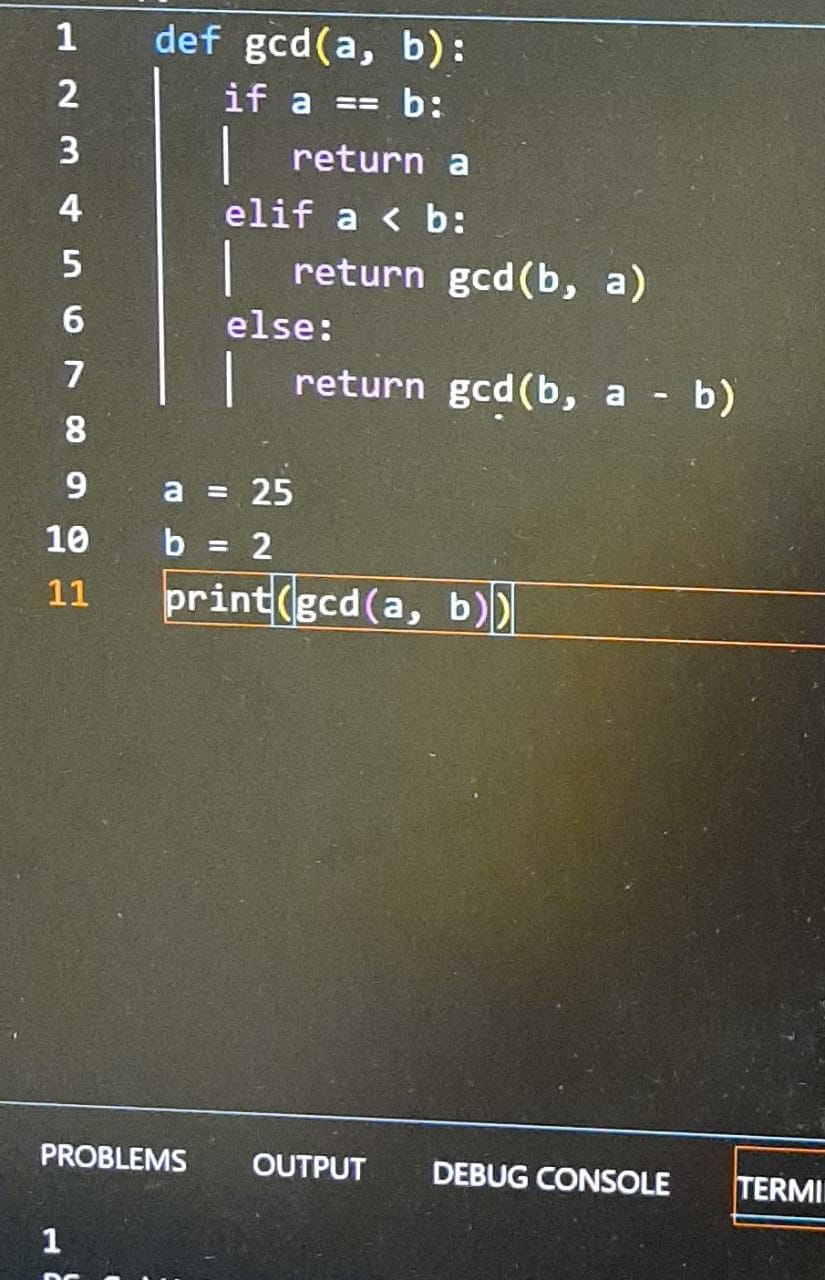 1 def gcd(a, b):
2 if a == b:
3 return a
4 elif a < b:
5 return gcd(b, a)
6 else:
7 return gcd(b, a - b)
8
9 a = 25
10 b = 2
11 print(gcd(a, b))
PROBLEMS OUTPUT DEBUG CONSOLE TERMI
1